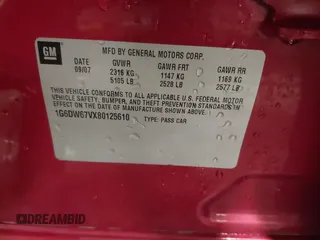 GM
MFD BY GENERAL MOTORS CORP.
DATE GVWR GAWR FRT GAWR RR
09/07 2316 KG 1147 KG 1169 KG
5105 LB 2528 LB 2577 LB
THIS VEHICLE CONFORMS TO ALL APPLICABLE U.S. FEDERAL MOTOR
VEHICLE SAFETY, BUMPER, AND THEFT PREVENTION STANDARDS
IN EFFECT ON THE DATE OF MANUFACTURE SHOWN ABOVE.
1G6DW67VX80125610 TYPE: PASS CAR
DREAMBID